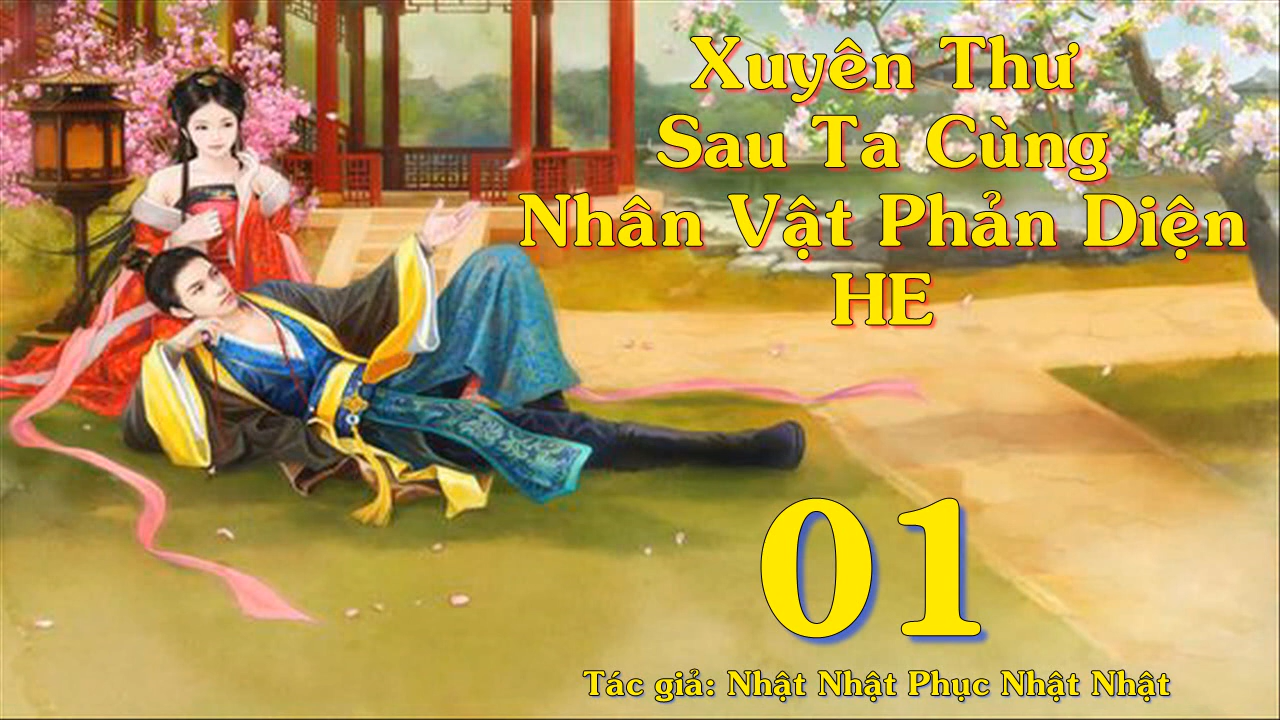 Xuyên Thư
Sau Ta Cùng
Nhân Vật Phản Diện
HE
01
Tác giả: Nhật Nhật Phục Nhật Nhật